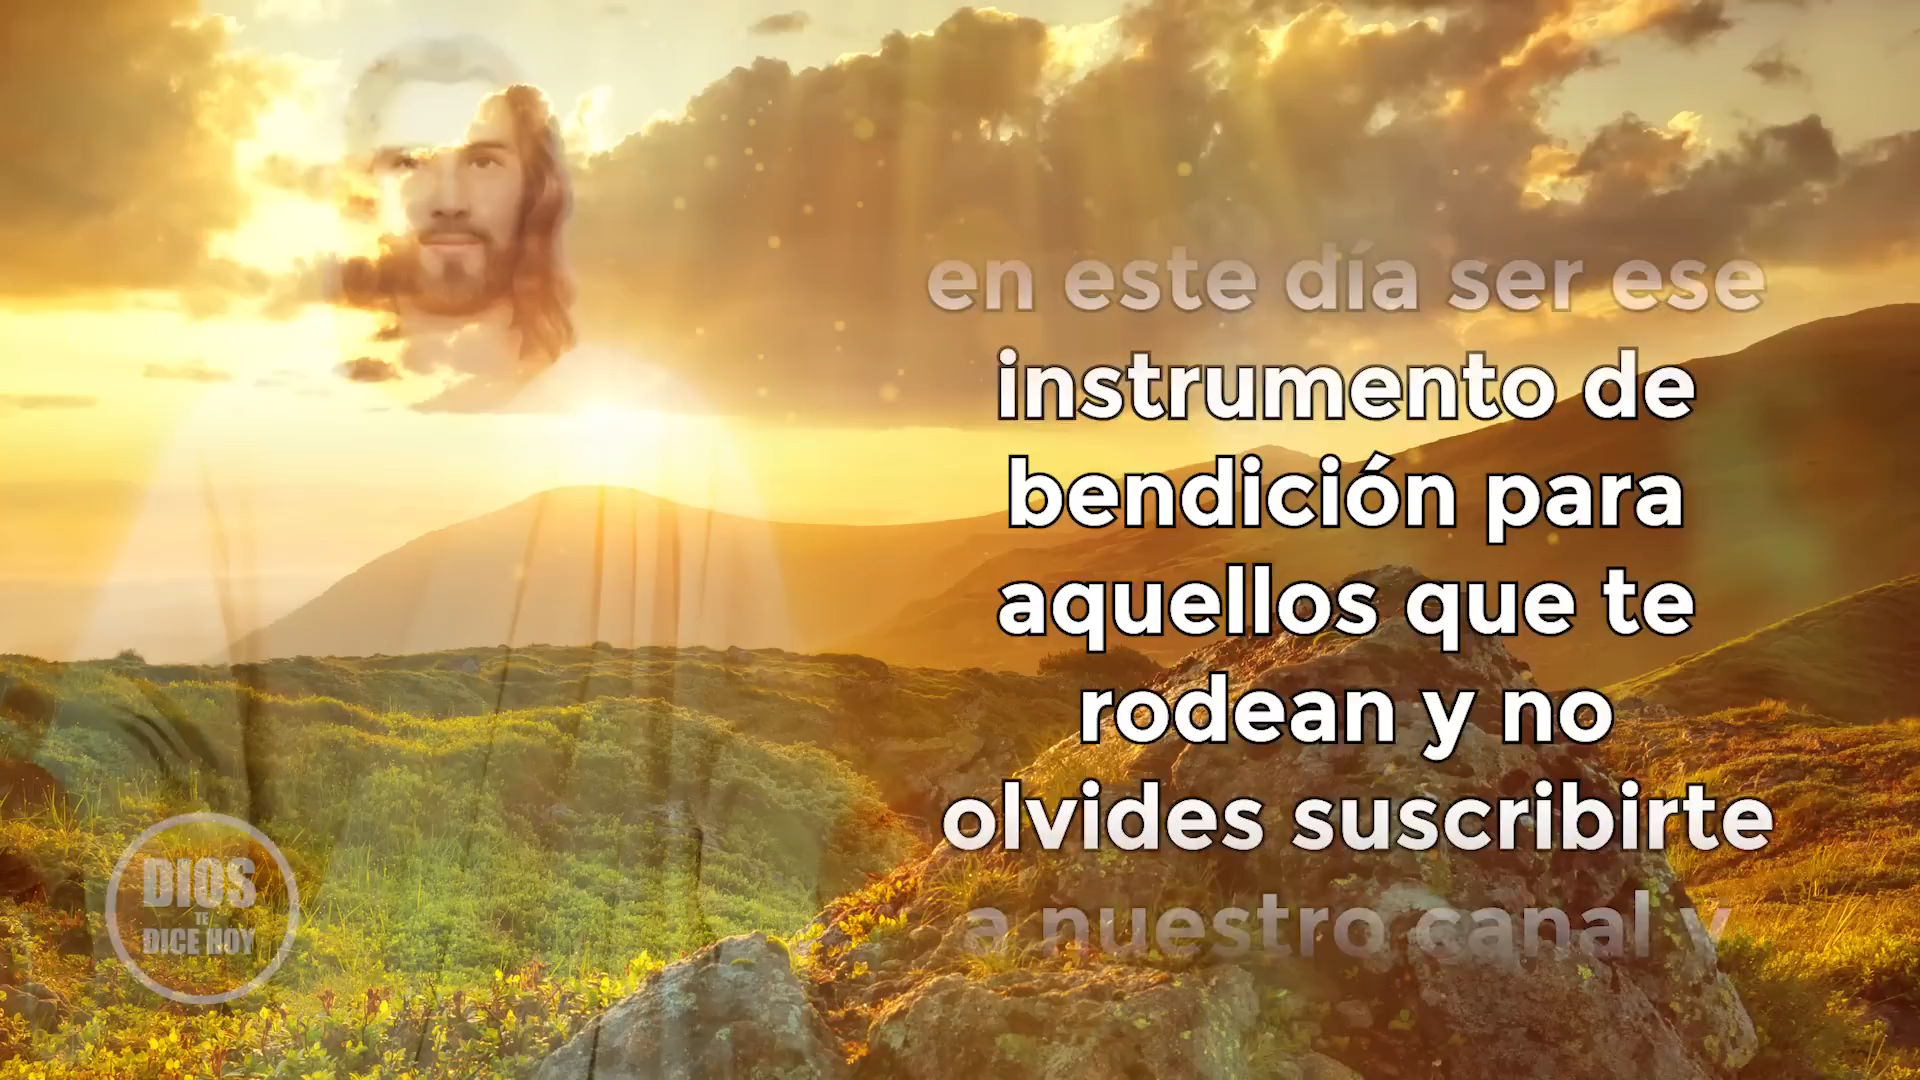 en este día ser ese
instrumento de
bendición para
aquellos que te
rodean y no
olvides suscribirte
a nuestro canal y
DIOS
TE
DICE HOY